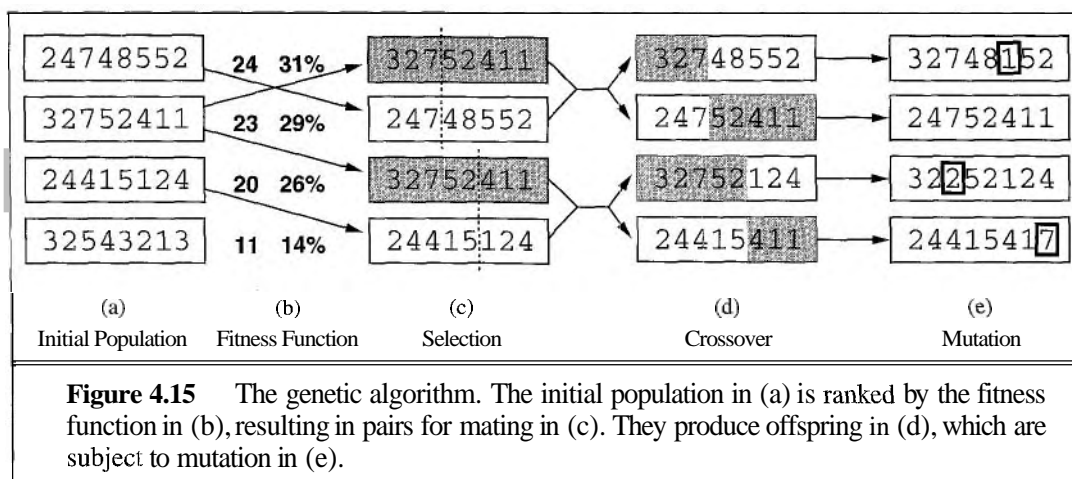 24748552 24 31% 32752411 32748552 32748152
32752411 23 29% 24748552 24752411 24752411
24415124 20 26% 32752411 32752124 32252124
32543213 11 14% 24415124 24415411 24415417
(a) (b) (c) (d) (e)
Initial Population Fitness Function Selection Crossover Mutation
Figure 4.15 The genetic algorithm. The initial population in (a) is ranked by the fitness
function in (b), resulting in pairs for mating in (c). They produce offspring in (d), which are
subject to mutation in (e).